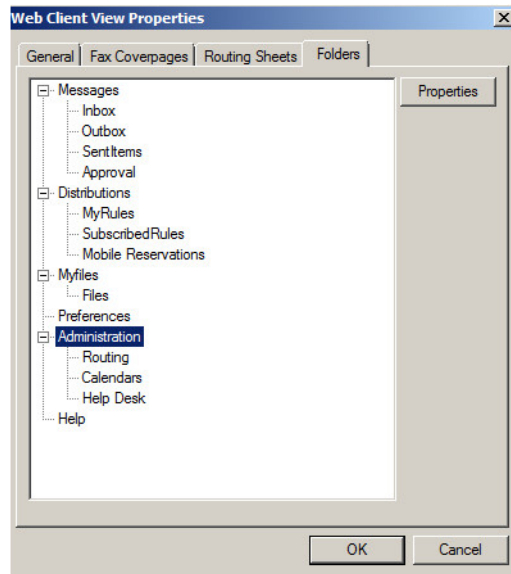 Web Client View Properties
General Fax Coverpages Routing Sheets Folders
Messages
Properties
Inbox
Outbox
SentItems
Approval
Distributions
MyRules
SubscribedRules
Mobile Reservations
Myfiles
Files
Preferences
Administration
Routing
Calendars
Help Desk
Help
OK Cancel